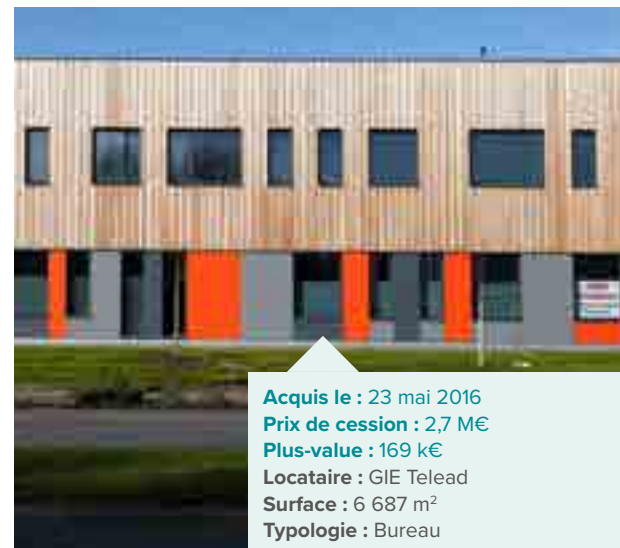 Acquis le : 23 mai 2016
Prix de cession : 2,7 M€
Plus-value : 169 k€
Locataire : GIE Telead
Surface : 6 687 m²
Typologie : Bureau